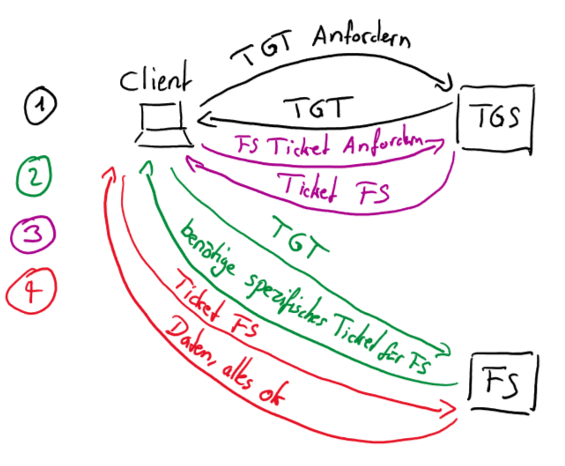 TGT Anfordern
Client
1
TGT
TGS
FS Ticket Anfordern
2
Ticket FS
3
TGT
benötige spezifisches Ticket für FS
4
Ticket FS
Daten, alles ok
FS